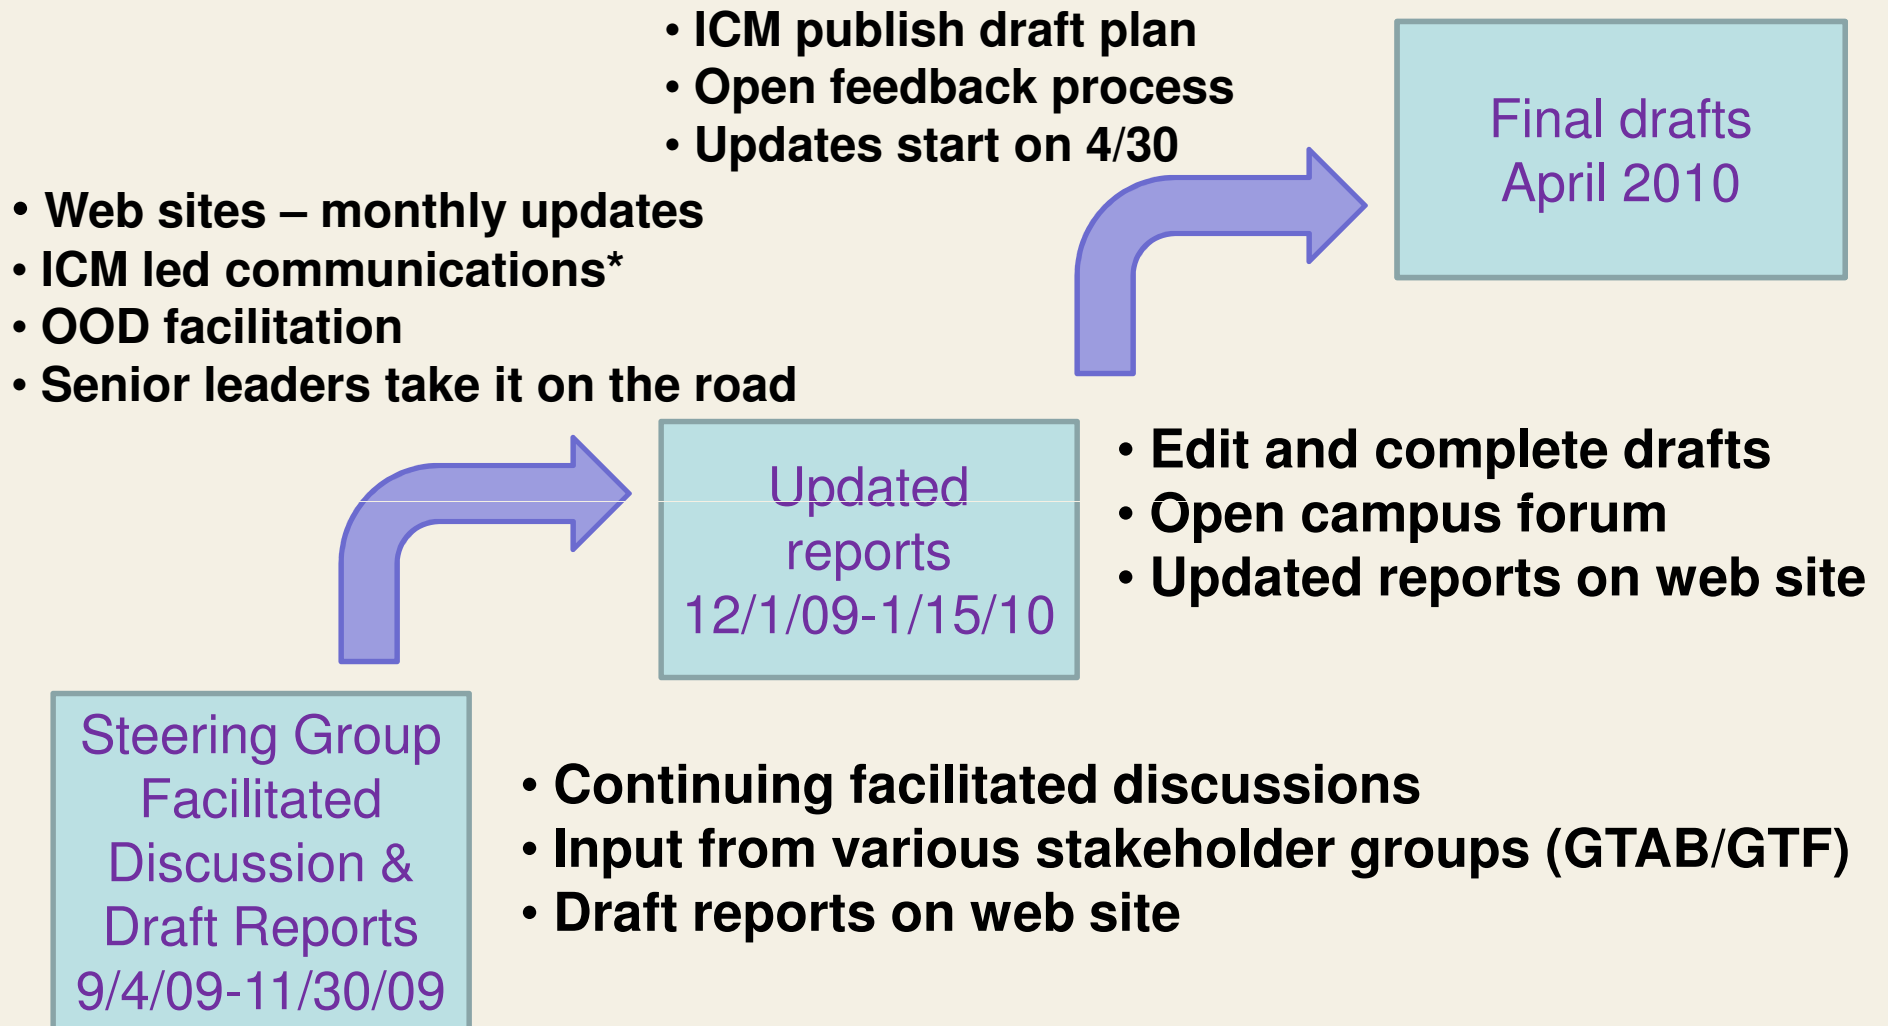 • ICM publish draft plan
• Open feedback process
• Updates start on 4/30
Final drafts
April 2010
• Web sites – monthly updates
• ICM led communications*
• OOD facilitation
• Senior leaders take it on the road
Updated
reports
12/1/09-1/15/10
• Edit and complete drafts
• Open campus forum
• Updated reports on web site
Steering Group
Facilitated
Discussion &
Draft Reports
9/4/09-11/30/09
• Continuing facilitated discussions
• Input from various stakeholder groups (GTAB/GTF)
• Draft reports on web site